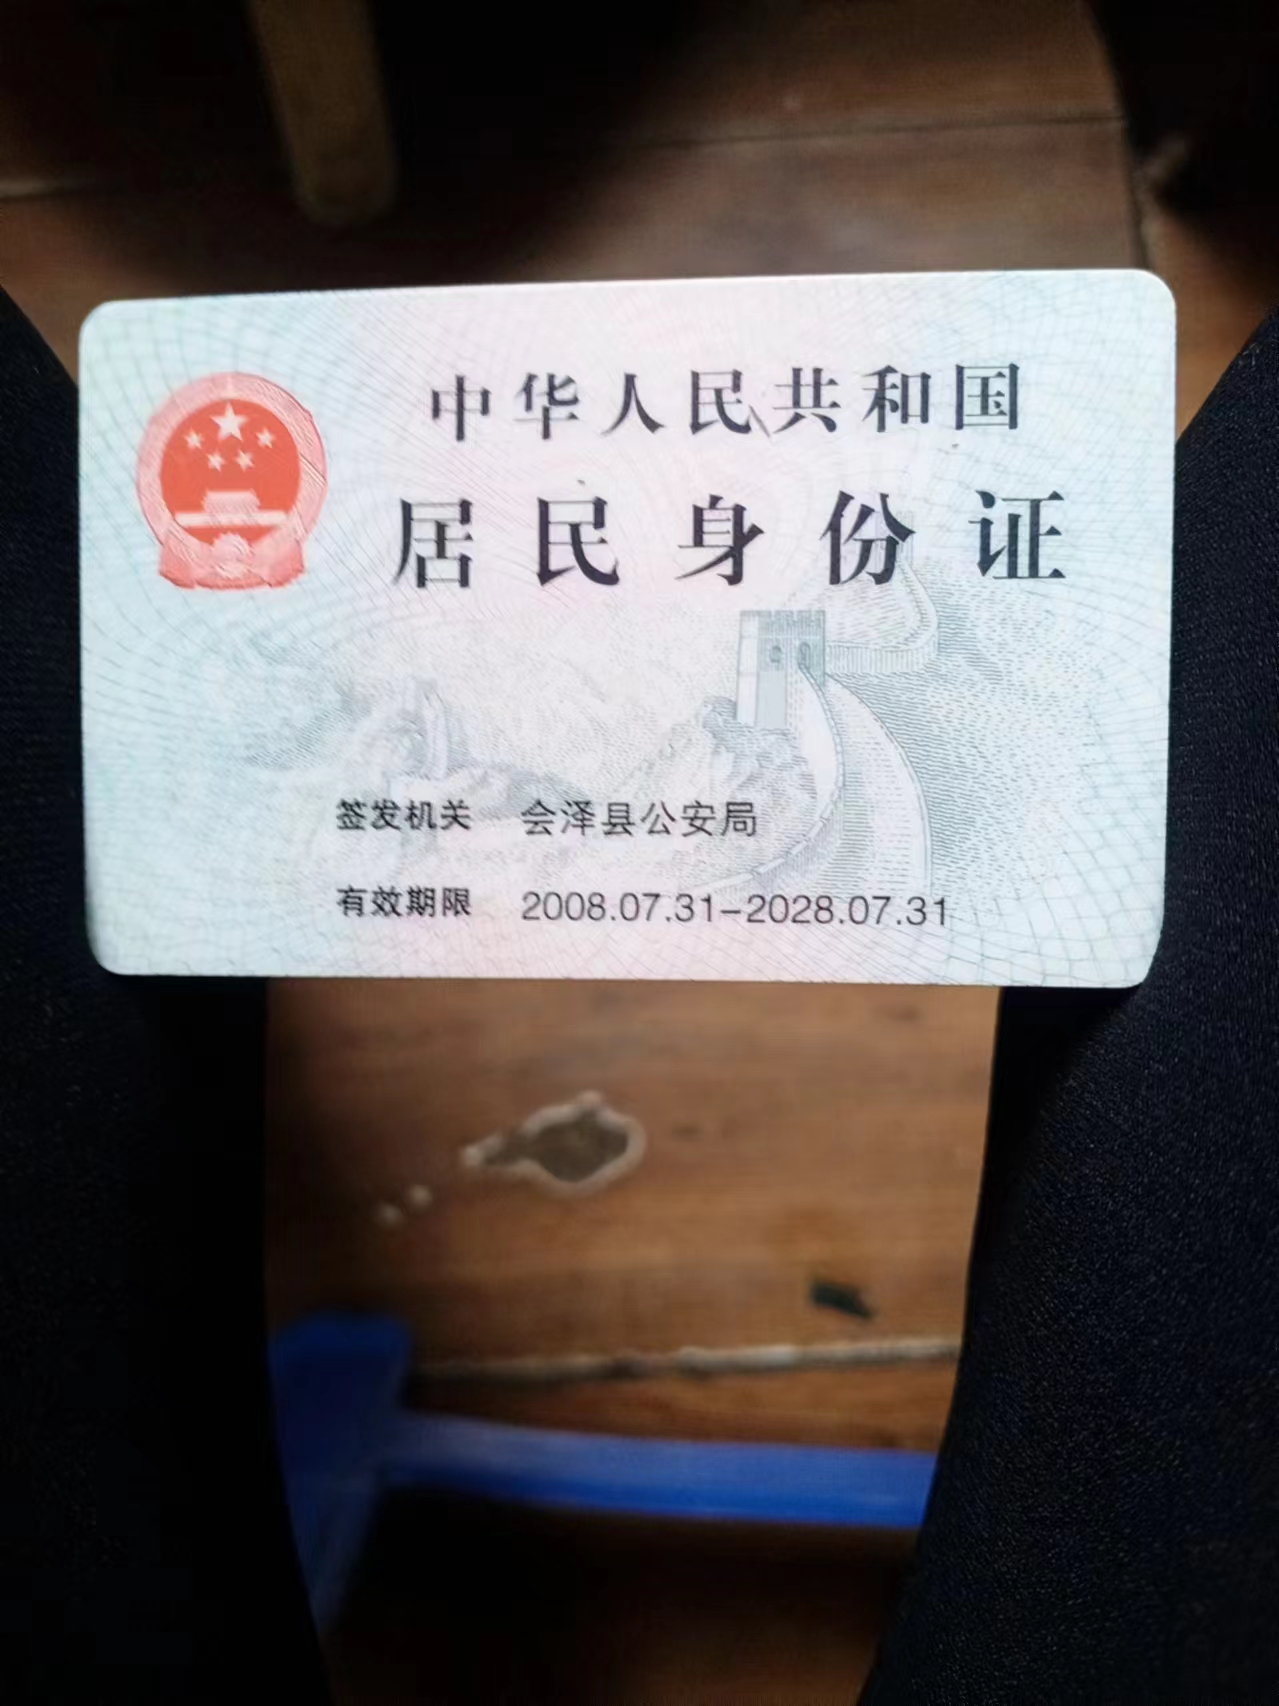 中华人民共和国
居民身份证
签发机关 会泽县公安局
有效期限 2008.07.31-2028.07.31